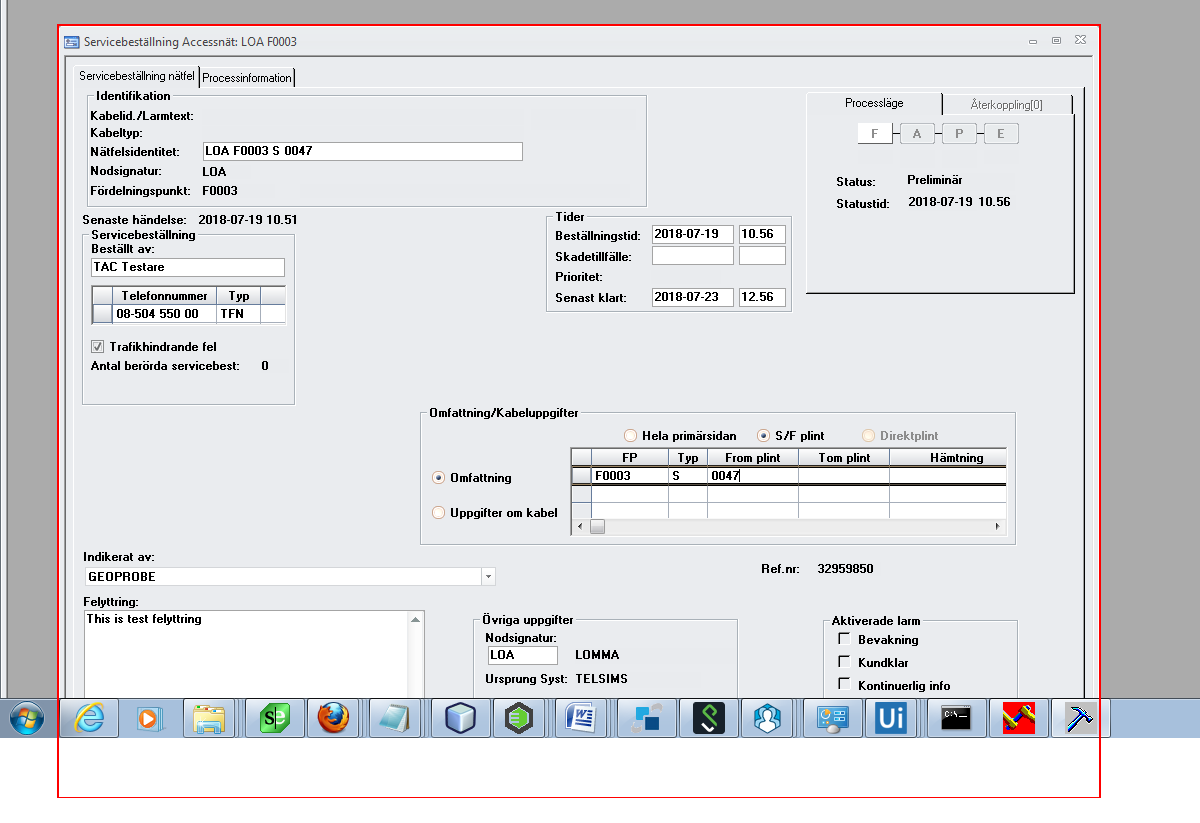 Servicebeställning Accessnät: LOA F0003
Servicebeställning nätfel
Processinformation
Identifikation
Kabelid./Larmtext:
Kabeltyp:
Nätfelsidentitet: LOA F0003 S 0047
Nodsignatur: LOA
Fördelningspunkt: F0003
Processläge
Återkoppling[0]
F A P E
Status: Preliminär
Statustid: 2018-07-19 10.56
Senaste händelse: 2018-07-19 10.51
Servicebeställning
Beställt av:
TAC Testare
Telefonnummer Typ
08-504 550 00 TFN
Trafikhindrande fel
Antal berörda servicebest: 0
Tider
Beställningstid: 2018-07-19 10.56
Skadetillfälle:
Prioritet:
Senast klart: 2018-07-23 12.56
Omfattning/Kabeluppgifter
Hela primärsidan S/F plint Direktplint
FP Typ From plint Tom plint Hämtning
F0003 S 0047
Omfattning
Uppgifter om kabel
Indikerat av:
GEOPROBE
Ref.nr: 32959850
Felyttring:
This is test felyttring
Övriga uppgifter
Nodsignatur:
LOA LOMMA
Ursprung Syst: TELSIMS
Aktiverade larm
Bevakning
Kundklar
Kontinuerlig info
S
W
S
Ui
C:\_